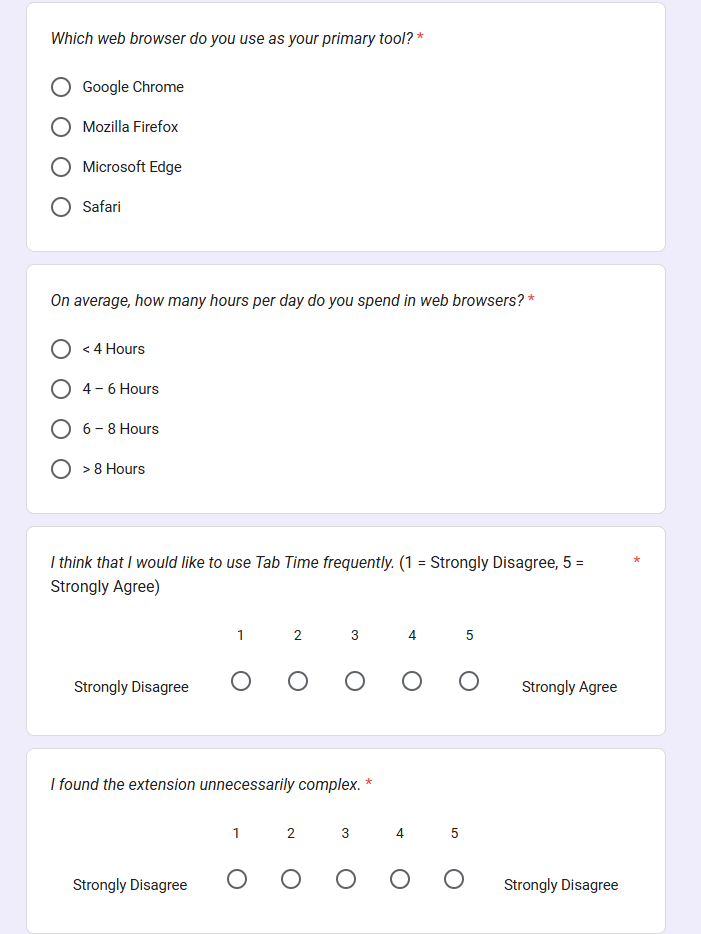 Which web browser do you use as your primary tool? *
Google Chrome
Mozilla Firefox
Microsoft Edge
Safari
On average, how many hours per day do you spend in web browsers? *
< 4 Hours
4 – 6 Hours
6 – 8 Hours
> 8 Hours
I think that I would like to use Tab Time frequently. (1 = Strongly Disagree, 5 = *
Strongly Agree)
1 2 3 4 5
Strongly Disagree Strongly Agree
I found the extension unnecessarily complex. *
1 2 3 4 5
Strongly Disagree Strongly Disagree